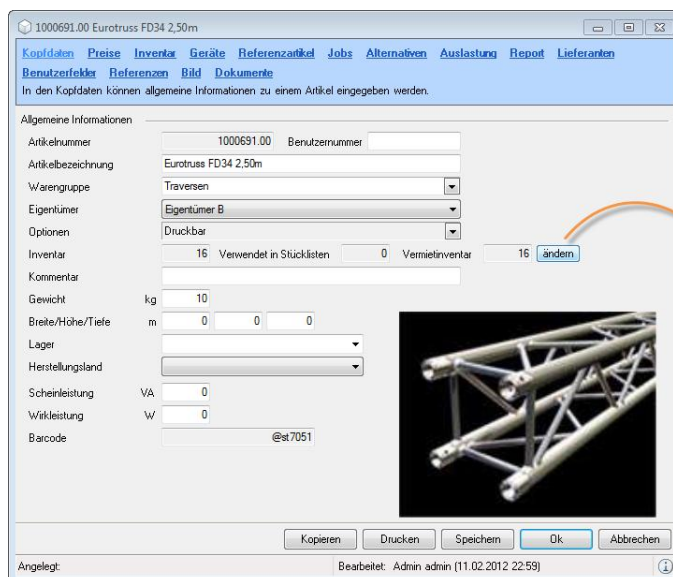 1000691.00 Eurotruss FD34 2,50m
Kopfdaten Preise Inventar Geräte Referenzartikel Jobs Alternativen Auslastung Report Lieferanten
Benutzerfelder Referenzen Bild Dokumente
In den Kopfdaten können allgemeine Informationen zu einem Artikel eingegeben werden.
Allgemeine Informationen
Artikelnummer 1000691.00 Benutzernummer
Artikelbezeichnung Eurotruss FD34 2,50m
Warengruppe Traversen
Eigentümer Eigentümer B
Optionen Druckbar
Inventar 16 Verwendet in Stücklisten 0 Vermietinventar 16 ändern
Kommentar
Gewicht kg 10
Breite/Höhe/Tiefe m 0 0 0
Lager
Herstellungsland
Scheinleistung VA 0
Wirkleistung W 0
Barcode @st7051
Kopieren Drucken Speichern Ok Abbrechen
Angelegt: Bearbeitet: Admin admin (11.02.2012 22:59)